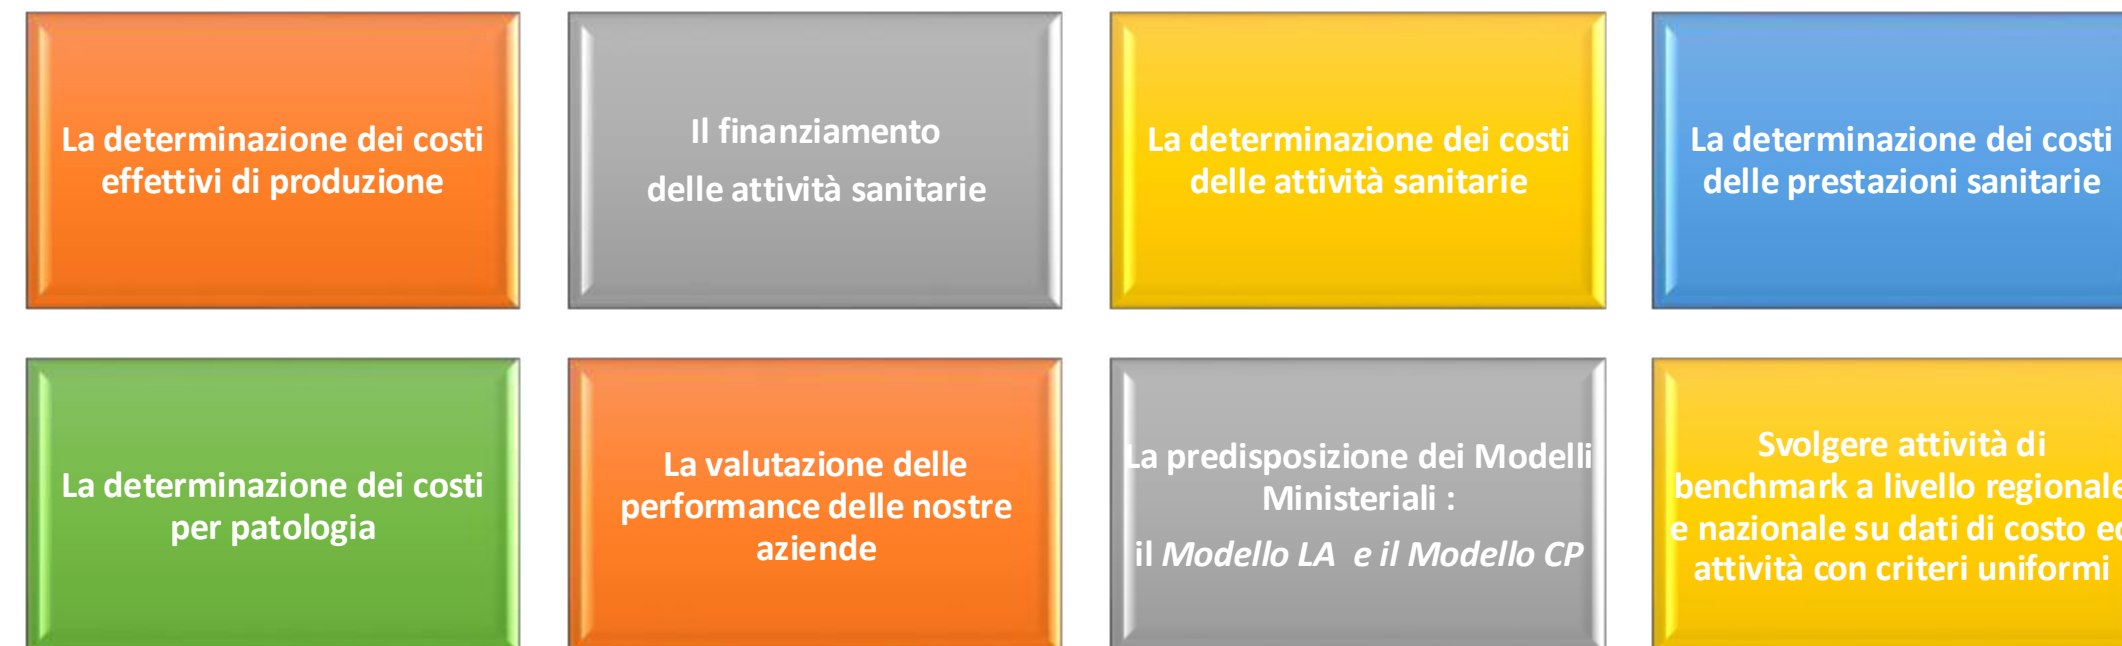 La determinazione dei costi
effettivi di produzione
Il finanziamento
delle attività sanitarie
La determinazione dei costi
delle attività sanitarie
La determinazione dei costi
delle prestazioni sanitarie
La determinazione dei costi
per patologia
La valutazione delle
performance delle nostre
aziende
La predisposizione dei Modelli
Ministeriali :
il Modello LA e il Modello CP
Svolgere attività di
benchmark a livello regionale
e nazionale su dati di costo ed
attività con criteri uniformi